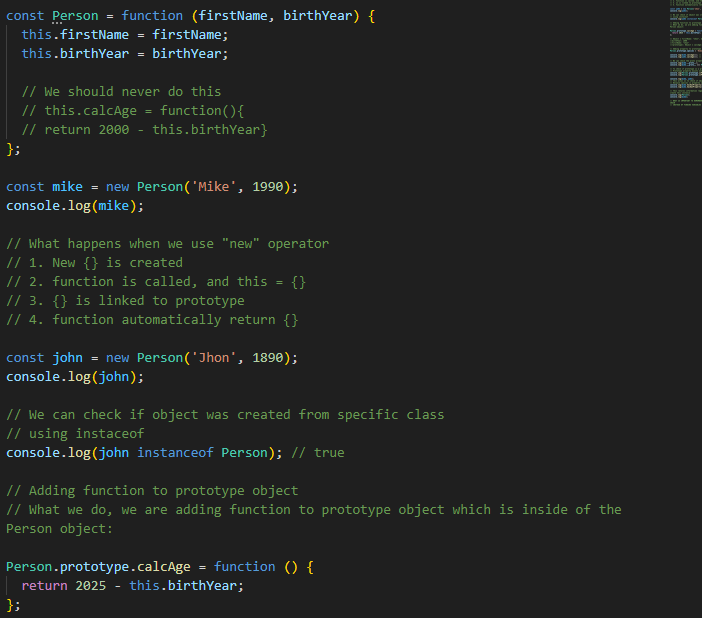 const Person = function (firstName, birthYear) {
  this.firstName = firstName;
  this.birthYear = birthYear;

  // We should never do this
  // this.calcAge = function(){
  // return 2000 - this.birthYear}
};

const mike = new Person('Mike', 1990);
console.log(mike);

// What happens when we use "new" operator
// 1. New {} is created
// 2. function is called, and this = {}
// 3. {} is linked to prototype
// 4. function automatically return {}

const john = new Person('Jhon', 1890);
console.log(john);

// We can check if object was created from specific class
// using instaceof
console.log(john instanceof Person); // true

// Adding function to prototype object
// What we do, we are adding function to prototype object which is inside of the
Person object:

Person.prototype.calcAge = function () {
  return 2025 - this.birthYear;
};